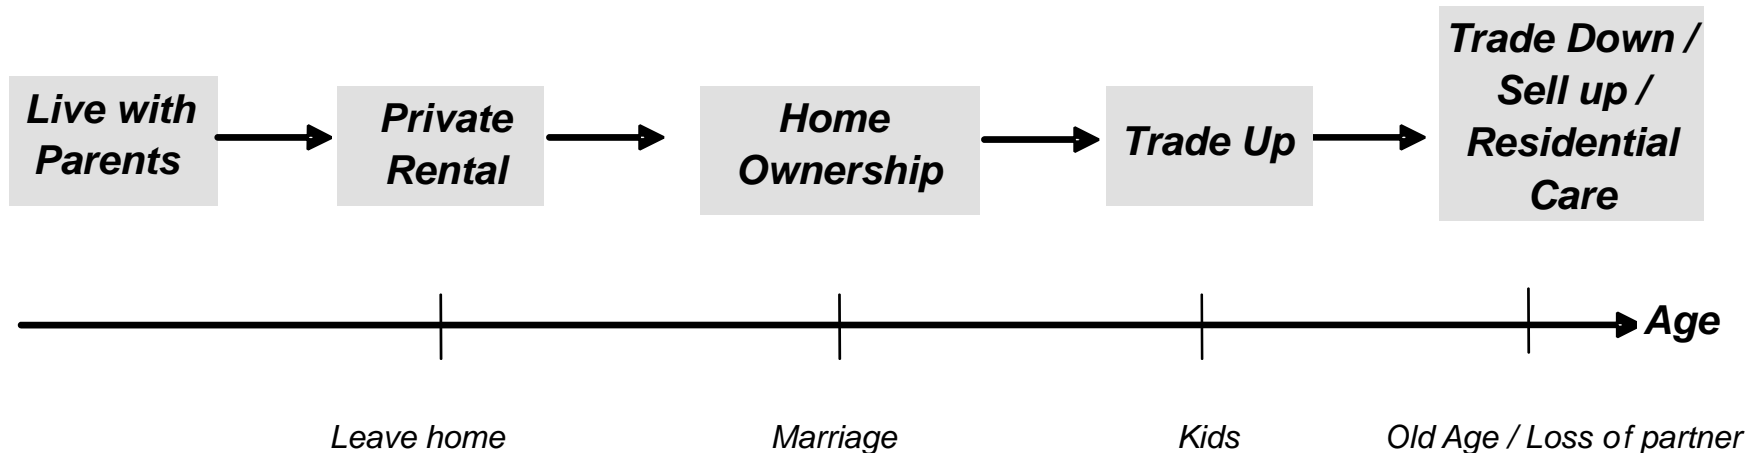 Live with
Parents
Private
Rental
Home
Ownership
Trade Up
Trade Down /
Sell up /
Residential
Care
Age
Leave home
Marriage
Kids
Old Age / Loss of partner